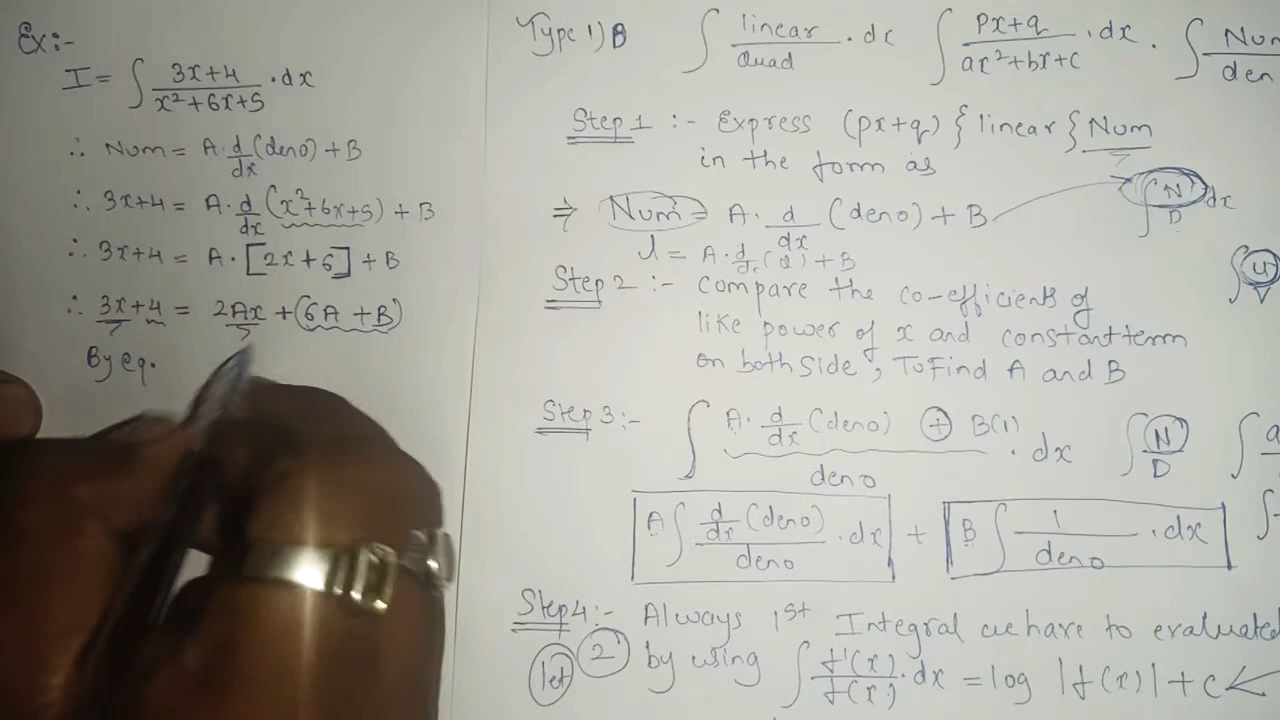 Ex:-
I = ∫ 3x+4 / x²+6x+5 · dx
∴ Num = A · d/dx (deno) + B
∴ 3x+4 = A · d/dx (x²+6x+5) + B
∴ 3x+4 = A · [2x+6] + B
∴ 3x+4 = 2Ax + (6A + B)
By eq.
Type 1) B ∫ linear / Quad · dx ∫ px+q / ax²+bx+c · dx . ∫ Num / den
Step 1 :- Express (px+q) { linear } Num
in the form as
⇒ Num = A · d/dx (deno) + B ∫ N / D dx
Step 2 :- Compare the co-efficients of ∫ u / v
like power of x and constant term
on both side, To Find A and B
Step 3 :- ∫ A · d/dx (deno) + B(1) / deno · dx ∫ N / D ∫ a
A ∫ d/dx (deno) / deno · dx + B ∫ 1 / deno · dx ∫
Step 4 :- Always 1st Integral we have to evaluated
let 2 by using ∫ f'(x) / f(x) · dx = log |f(x)| + c ←